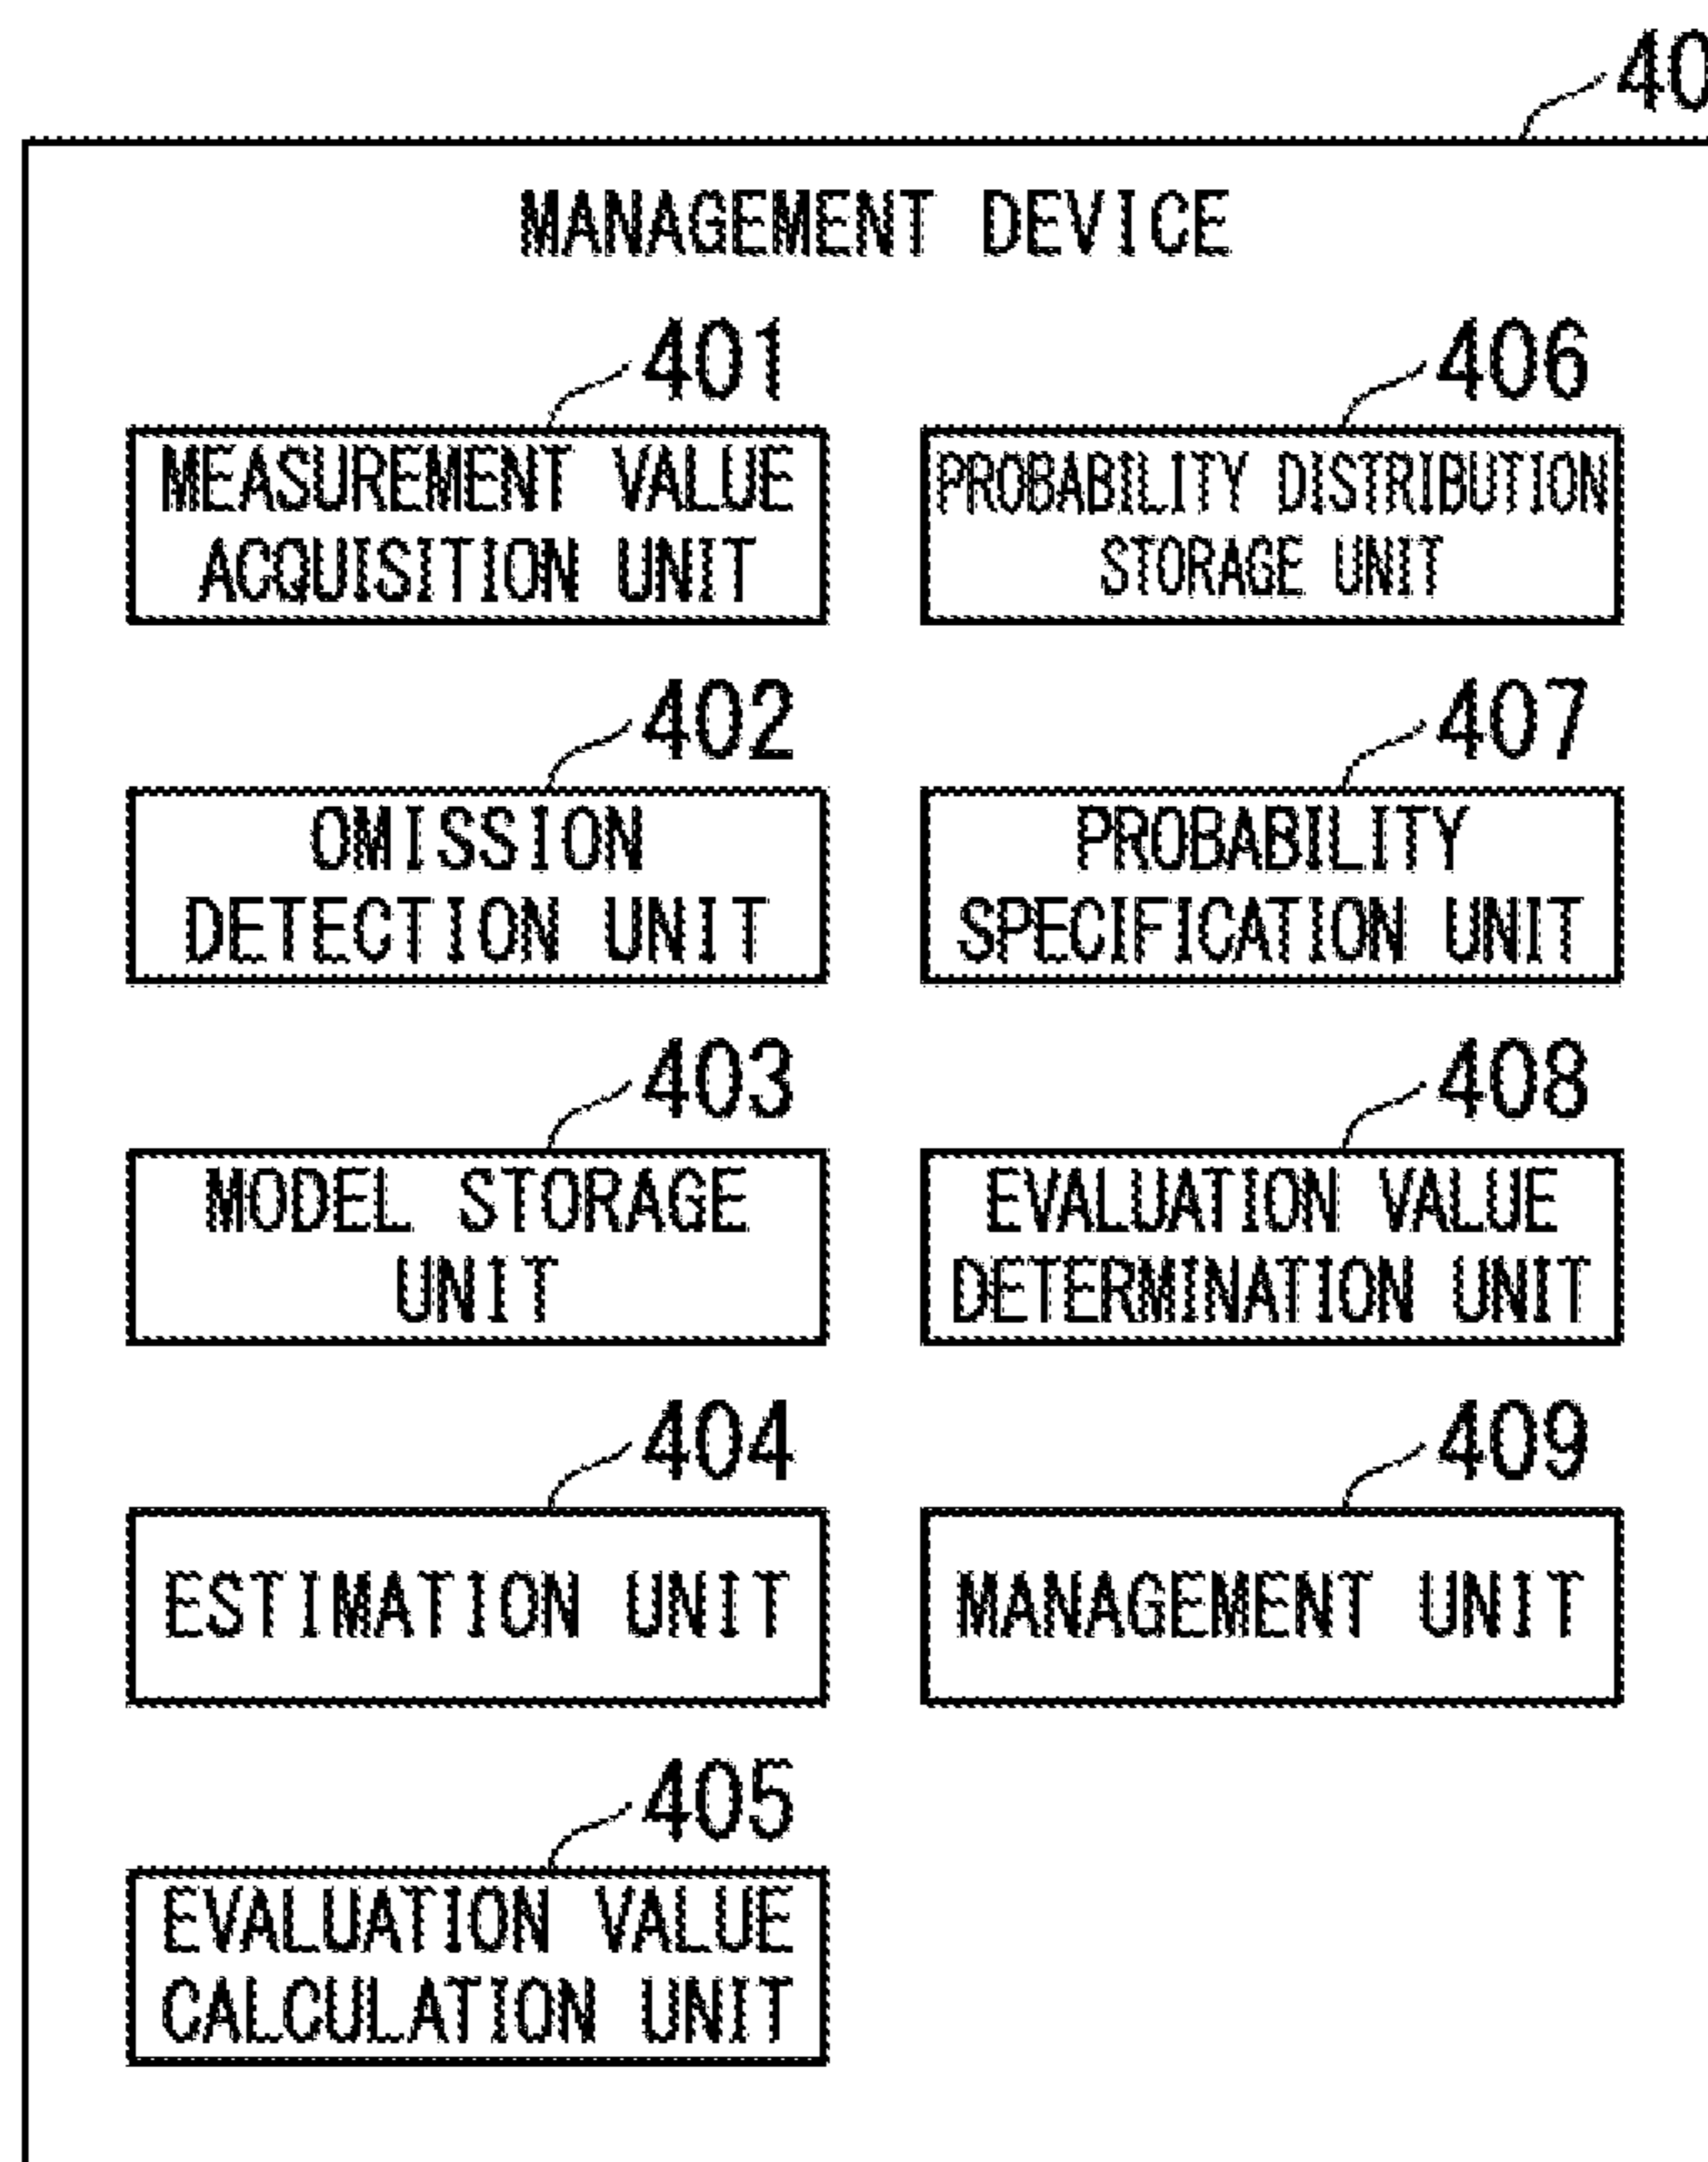 40
MANAGEMENT DEVICE
401
MEASUREMENT VALUE
ACQUISITION UNIT
402
OMISSION
DETECTION UNIT
403
MODEL STORAGE
UNIT
404
ESTIMATION UNIT
405
EVALUATION VALUE
CALCULATION UNIT
406
PROBABILITY DISTRIBUTION
STORAGE UNIT
407
PROBABILITY
SPECIFICATION UNIT
408
EVALUATION VALUE
DETERMINATION UNIT
409
MANAGEMENT UNIT